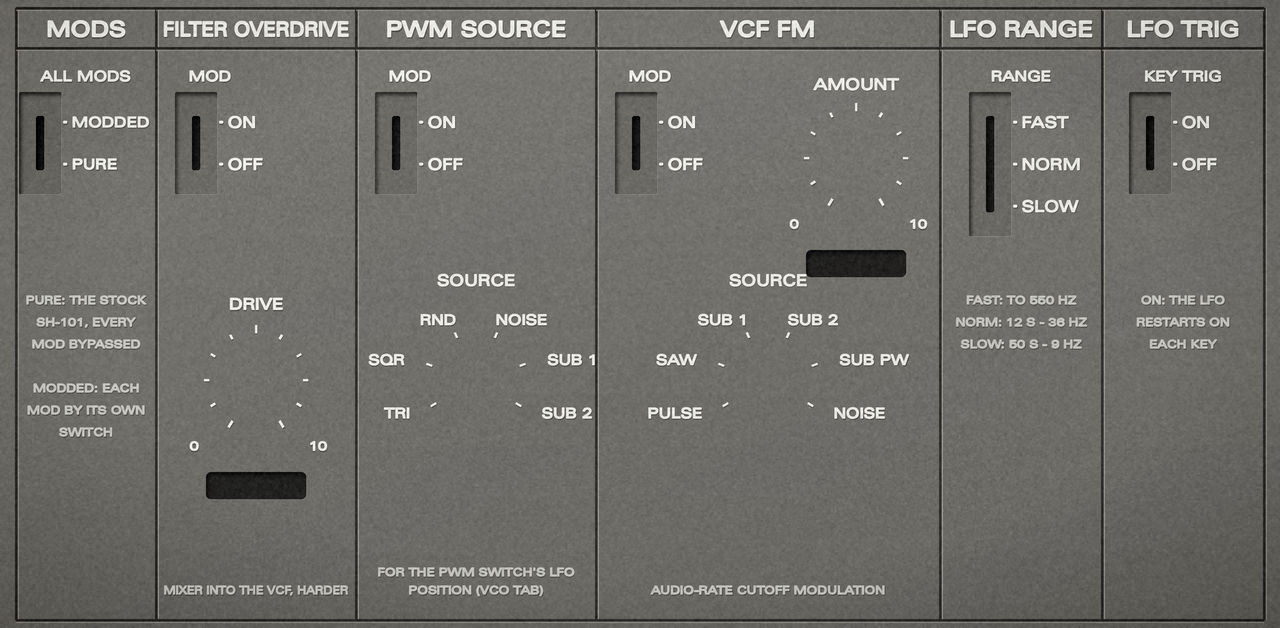 MODS
FILTER OVERDRIVE
PWM SOURCE
VCF FM
LFO RANGE
LFO TRIG
ALL MODS
MODDED
PURE
PURE: THE STOCK
SH-101, EVERY
MOD BYPASSED
MODDED: EACH
MOD BY ITS OWN
SWITCH
MOD
ON
OFF
DRIVE
0
10
MIXER INTO THE VCF, HARDER
MOD
ON
OFF
SOURCE
RND
NOISE
SQR
SUB 1
TRI
SUB 2
FOR THE PWM SWITCH'S LFO
POSITION (VCO TAB)
MOD
ON
OFF
AMOUNT
0
10
SOURCE
SUB 1
SUB 2
SAW
SUB PW
PULSE
NOISE
AUDIO-RATE CUTOFF MODULATION
RANGE
FAST
NORM
SLOW
FAST: TO 550 HZ
NORM: 12 S - 36 HZ
SLOW: 50 S - 9 HZ
KEY TRIG
ON
OFF
ON: THE LFO
RESTARTS ON
EACH KEY